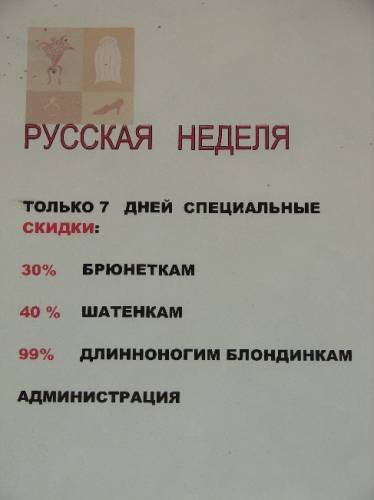 РУССКАЯ НЕДЕЛЯ
ТОЛЬКО 7 ДНЕЙ СПЕЦИАЛЬНЫЕ
СКИДКИ:
30% БРЮНЕТКАМ
40 % ШАТЕНКАМ
99% ДЛИННОНОГИМ БЛОНДИНКАМ
АДМИНИСТРАЦИЯ